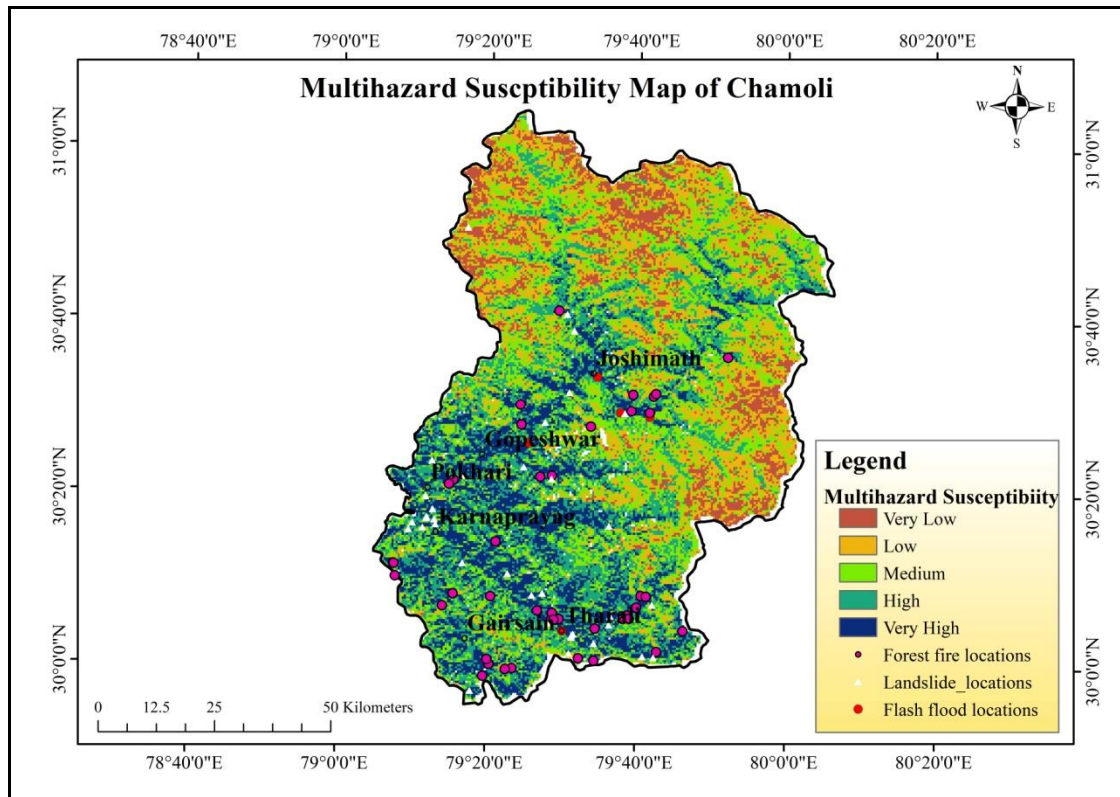 78°40'0"E 79°0'0"E 79°20'0"E 79°40'0"E 80°0'0"E 80°20'0"E
Multihazard Suscptibility Map of Chamoli
N
W E
S
31°0'0"N
31°0'0"N
30°40'0"N
30°40'0"N
Joshimath
Gopeshwar
Pokhari
30°20'0"N
30°20'0"N
Karnaprayag
Gairsain
Tharali
30°0'0"N
30°0'0"N
Legend
Multihazard Susceptibiity
Very Low
Low
Medium
High
Very High
Forest fire locations
Landslide_locations
Flash flood locations
0 12.5 25 50 Kilometers
78°40'0"E 79°0'0"E 79°20'0"E 79°40'0"E 80°0'0"E 80°20'0"E